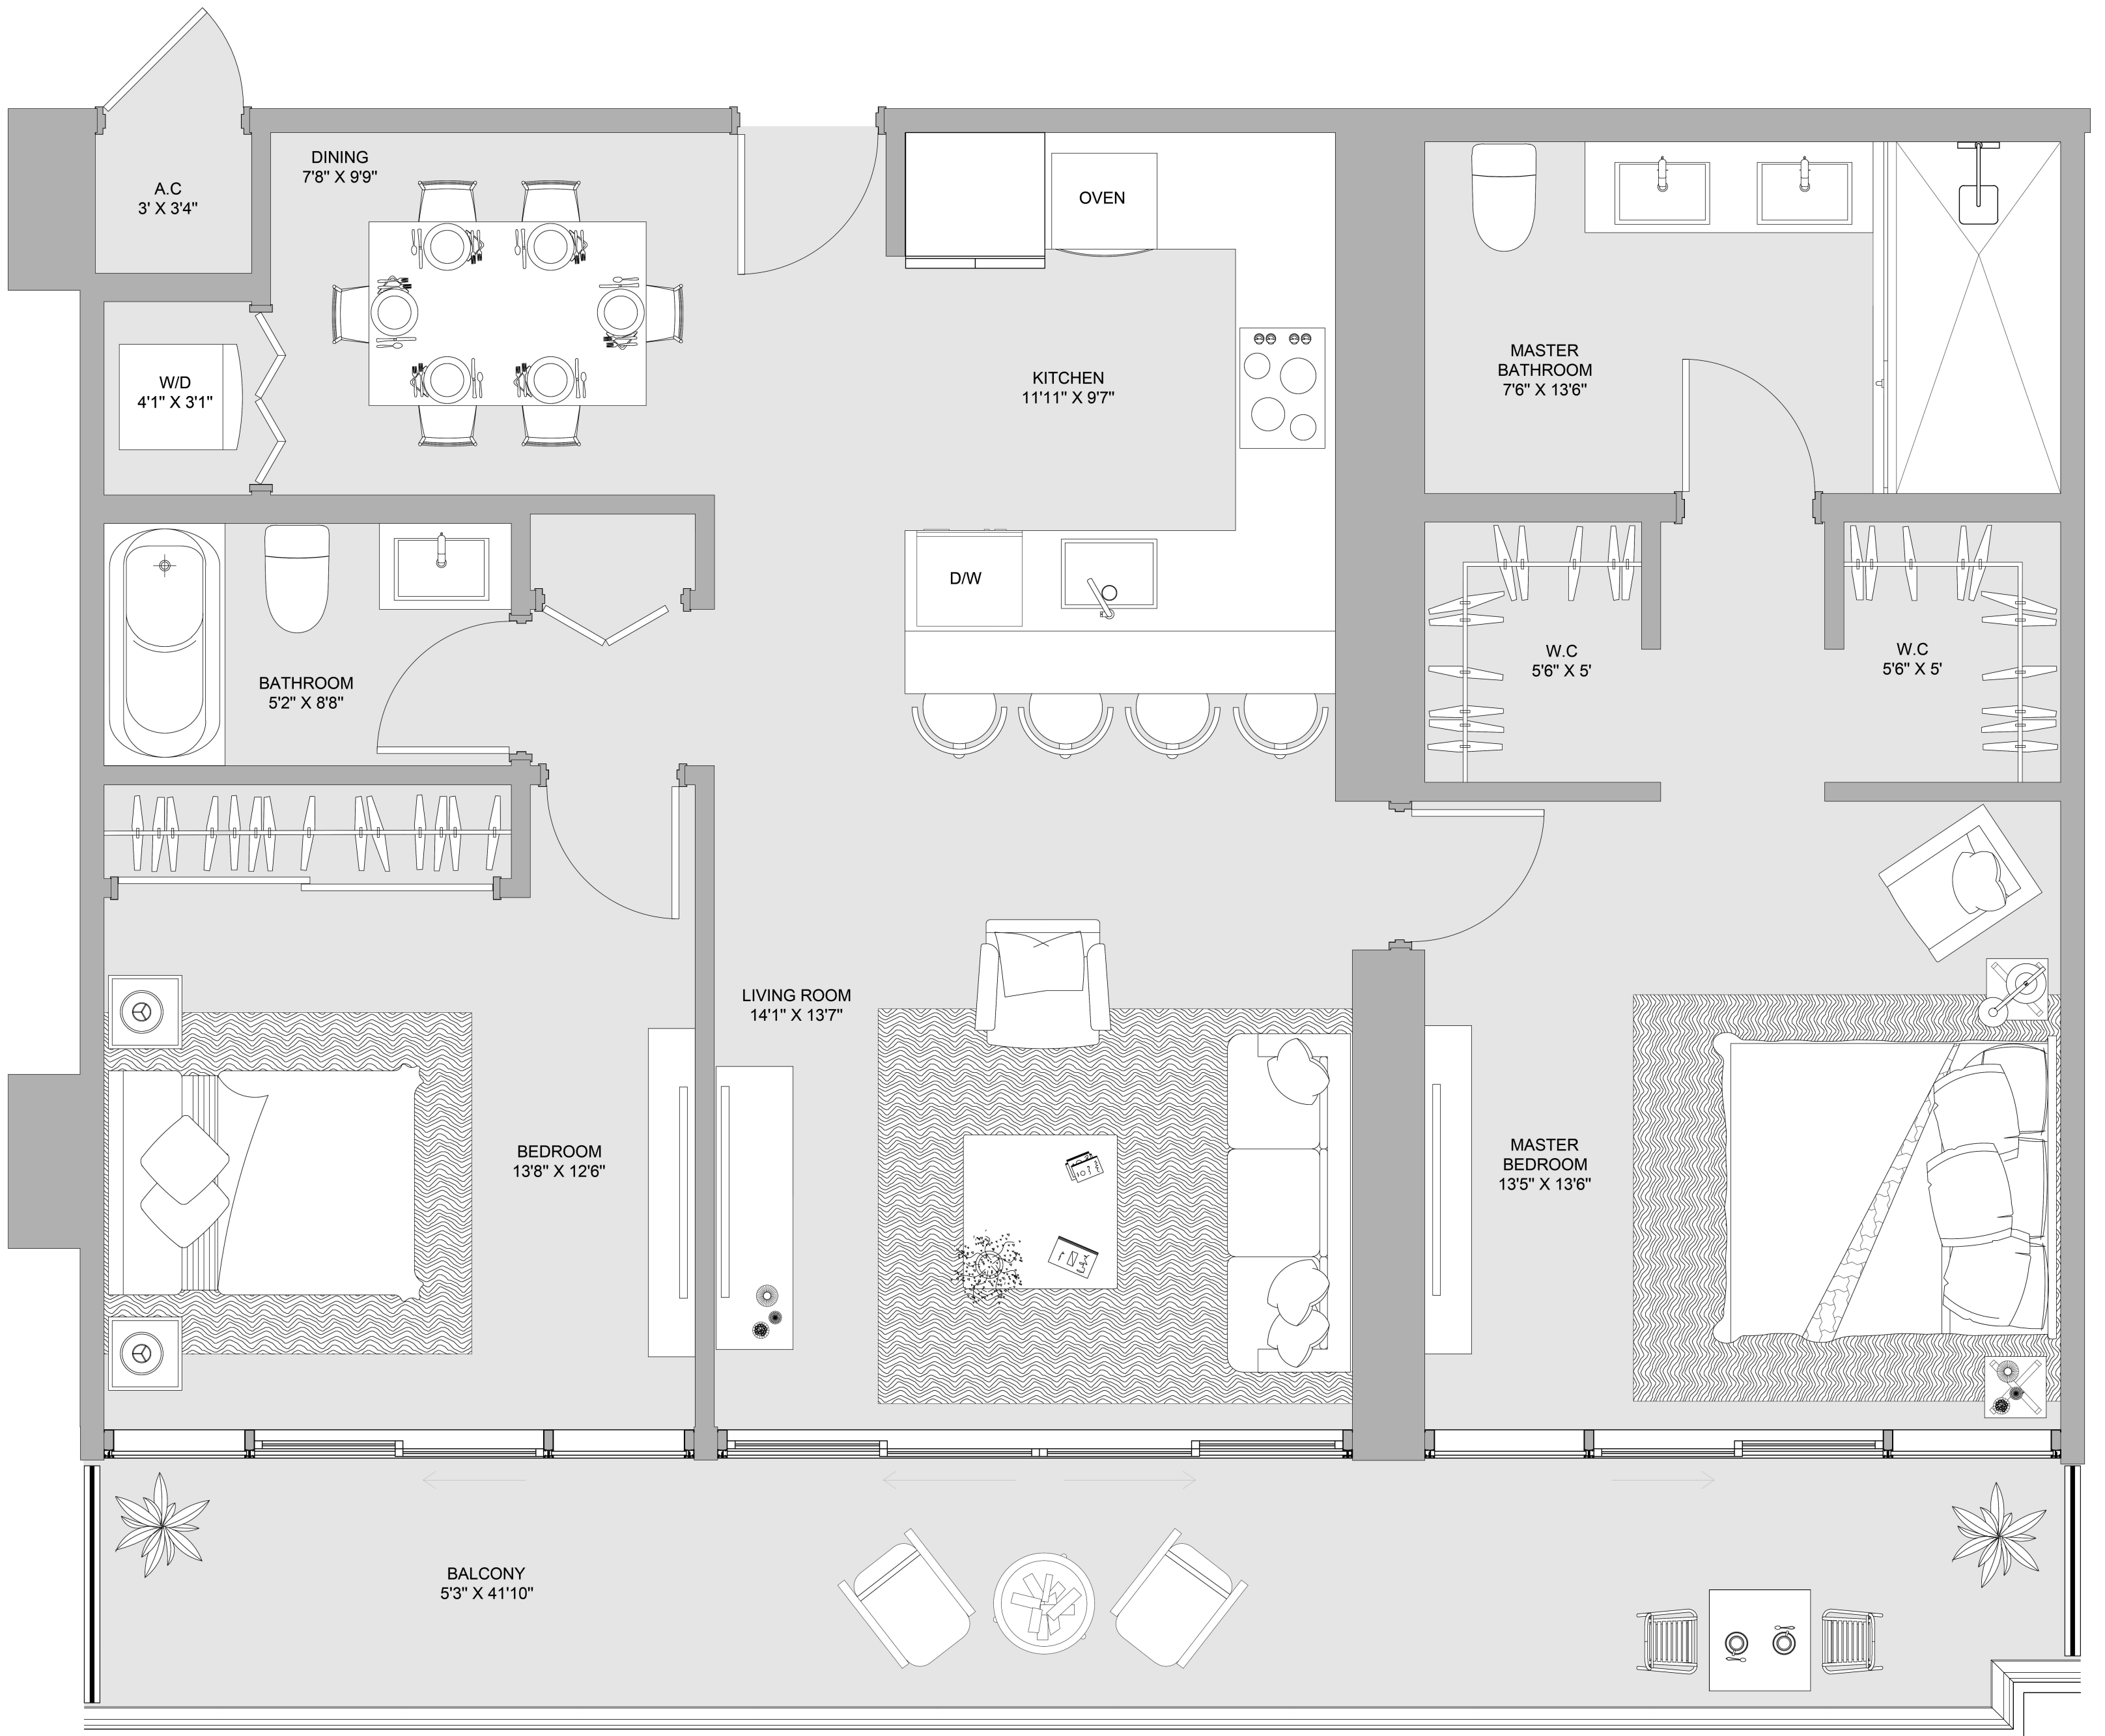 DINING
7'8" X 9'9"
A.C
3' X 3'4"
OVEN
W/D
4'1" X 3'1"
KITCHEN
11'11" X 9'7"
MASTER
BATHROOM
7'6" X 13'6"
D/W
BATHROOM
5'2" X 8'8"
W.C
5'6" X 5'
W.C
5'6" X 5'
LIVING ROOM
14'1" X 13'7"
BEDROOM
13'8" X 12'6"
MASTER
BEDROOM
13'5" X 13'6"
BALCONY
5'3" X 41'10"